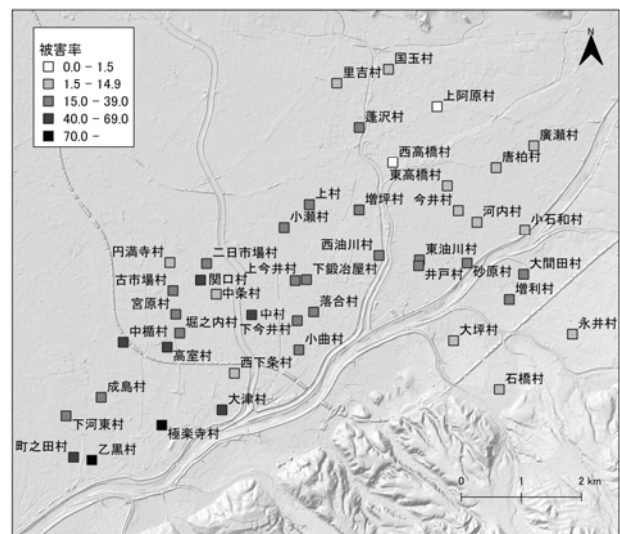 被害率
0.0 - 1.5
1.5 - 14.9
15.0 - 39.0
40.0 - 69.0
70.0 -
N
国玉村
里吉村
上阿原村
蓬沢村
西高橋村
廣瀬村
唐柏村
東高橋村
上村
増坪村
今井村
河内村
小瀬村
小石和村
西油川村
東油川村
円満寺村
二日市場村
上今井村
下鍛冶屋村
井戸村
砂原村
大間田村
古市場村
関口村
中条村
増利村
宮原村
中村
落合村
堀之内村
下今井村
中楯村
高室村
小曲村
大坪村
永井村
西下条村
石橋村
成島村
大津村
下河東村
極楽寺村
町之田村
乙黒村
0 1 2 km